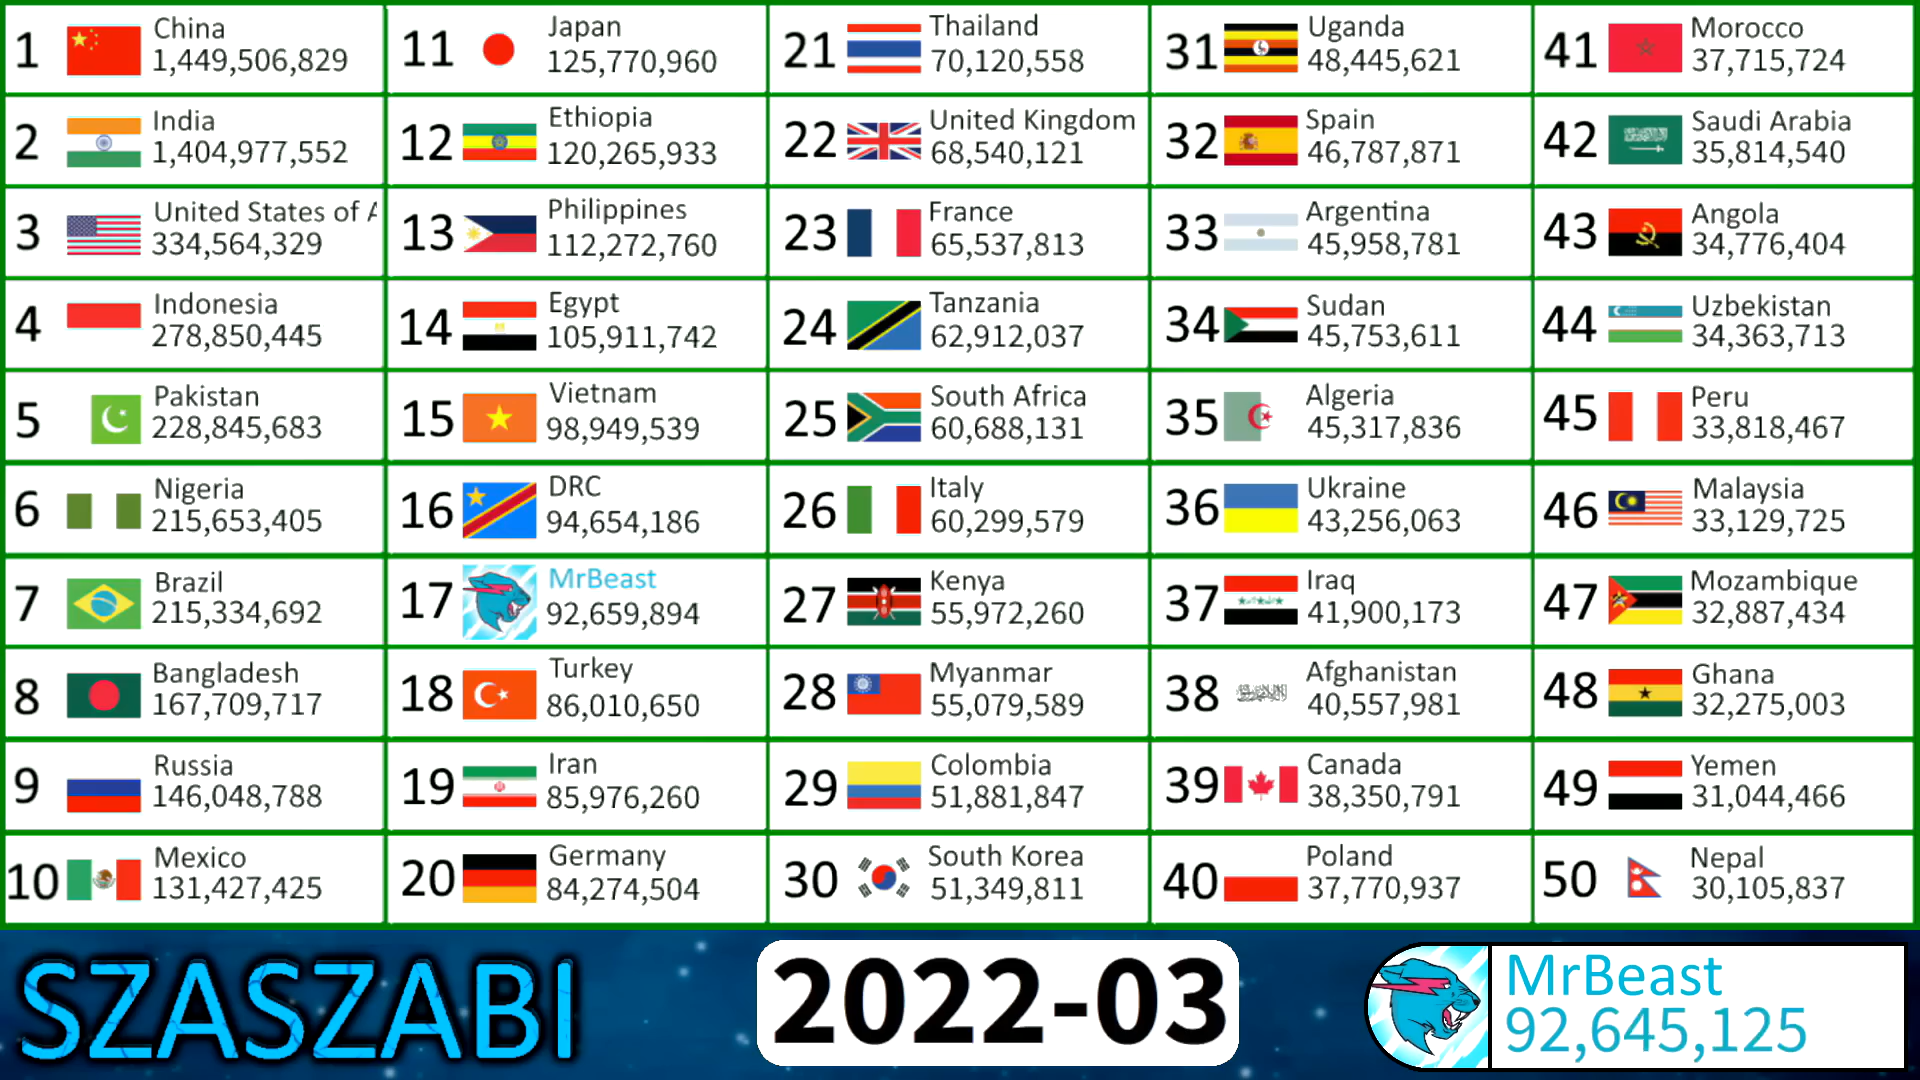 1 China
1,449,506,829
2 India
1,404,977,552
3 United States of A
334,564,329
4 Indonesia
278,850,445
5 Pakistan
228,845,683
6 Nigeria
215,653,405
7 Brazil
215,334,692
8 Bangladesh
167,709,717
9 Russia
146,048,788
10 Mexico
131,427,425
11 Japan
125,770,960
12 Ethiopia
120,265,933
13 Philippines
112,272,760
14 Egypt
105,911,742
15 Vietnam
98,949,539
16 DRC
94,654,186
17 MrBeast
92,659,894
18 Turkey
86,010,650
19 Iran
85,976,260
20 Germany
84,274,504
21 Thailand
70,120,558
22 United Kingdom
68,540,121
23 France
65,537,813
24 Tanzania
62,912,037
25 South Africa
60,688,131
26 Italy
60,299,579
27 Kenya
55,972,260
28 Myanmar
55,079,589
29 Colombia
51,881,847
30 South Korea
51,349,811
31 Uganda
48,445,621
32 Spain
46,787,871
33 Argentina
45,958,781
34 Sudan
45,753,611
35 Algeria
45,317,836
36 Ukraine
43,256,063
37 Iraq
41,900,173
38 Afghanistan
40,557,981
39 Canada
38,350,791
40 Poland
37,770,937
41 Morocco
37,715,724
42 Saudi Arabia
35,814,540
43 Angola
34,776,404
44 Uzbekistan
34,363,713
45 Peru
33,818,467
46 Malaysia
33,129,725
47 Mozambique
32,887,434
48 Ghana
32,275,003
49 Yemen
31,044,466
50 Nepal
30,105,837
SZASZABI
2022-03
MrBeast
92,645,125